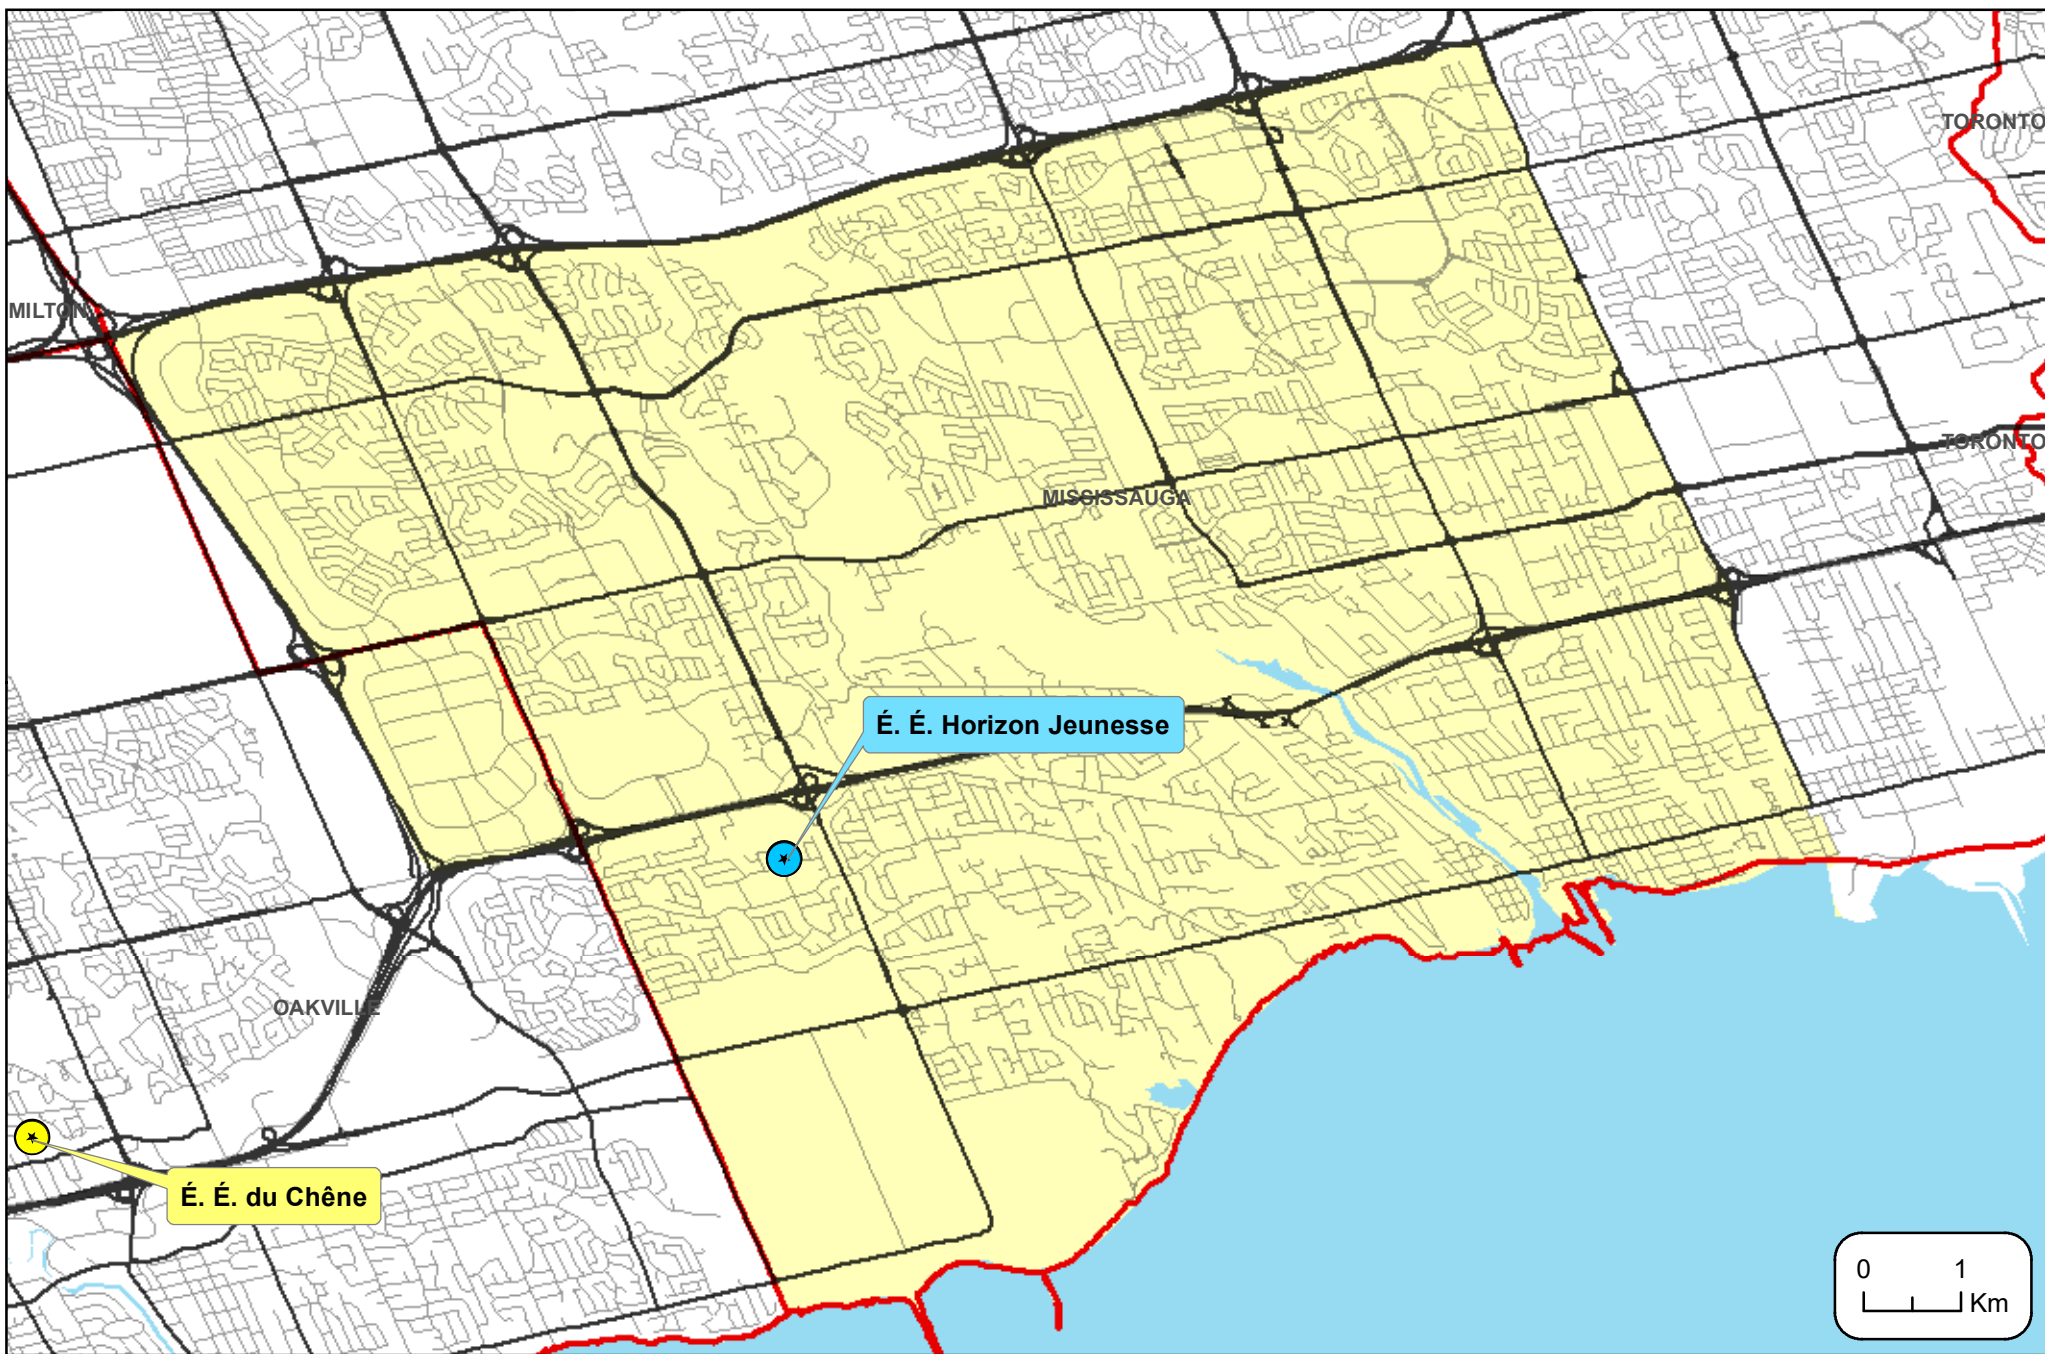 TORONTO
MILTON
TORONTO
MISSISSAUGA
É. É. Horizon Jeunesse
OAKVILLE
É. É. du Chêne
0 1
Km